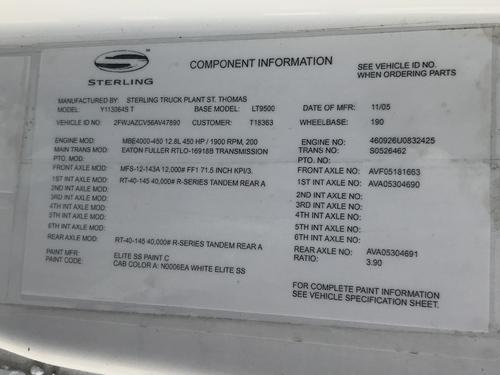 STERLING
COMPONENT INFORMATION
SEE VEHICLE ID NO.
WHEN ORDERING PARTS
MANUFACTURED BY: STERLING TRUCK PLANT ST. THOMAS
MODEL: Y113064S T BASE MODEL: LT9500 DATE OF MFR: 11/05
VEHICLE ID NO: 2FWJAZCV56AV47890 CUSTOMER: T18363 WHEELBASE: 190
ENGINE MOD: MBE4000-450 12.8L 450 HP / 1900 RPM, 200 ENGINE NO: 460926U0832425
MAIN TRANS MOD: EATON FULLER RTLO-16918B TRANSMISSION TRANS NO: S0526462
PTO. MOD: PTO. NO:
FRONT AXLE MOD: MFS-12-143A 12,000# FF1 71.5 INCH KPI/3. FRONT AXLE NO: AVF05181663
1ST INT AXLE MOD: RT-40-145 40,000# R-SERIES TANDEM REAR A 1ST INT AXLE NO: AVA05304690
2ND INT AXLE MOD: 2ND INT AXLE NO:
3RD INT AXLE MOD: 3RD INT AXLE NO:
4TH INT AXLE MOD: 4TH INT AXLE NO:
5TH INT AXLE MOD: 5TH INT AXLE NO:
6TH INT AXLE MOD: 6TH INT AXLE NO:
REAR AXLE MOD: RT-40-145 40,000# R-SERIES TANDEM REAR A REAR AXLE NO: AVA05304691
PAINT MFR: ELITE SS PAINT C RATIO: 3.90
PAINT CODE: CAB COLOR A: N0006EA WHITE ELITE SS
FOR COMPLETE PAINT INFORMATION
SEE VEHICLE SPECIFICATION SHEET.